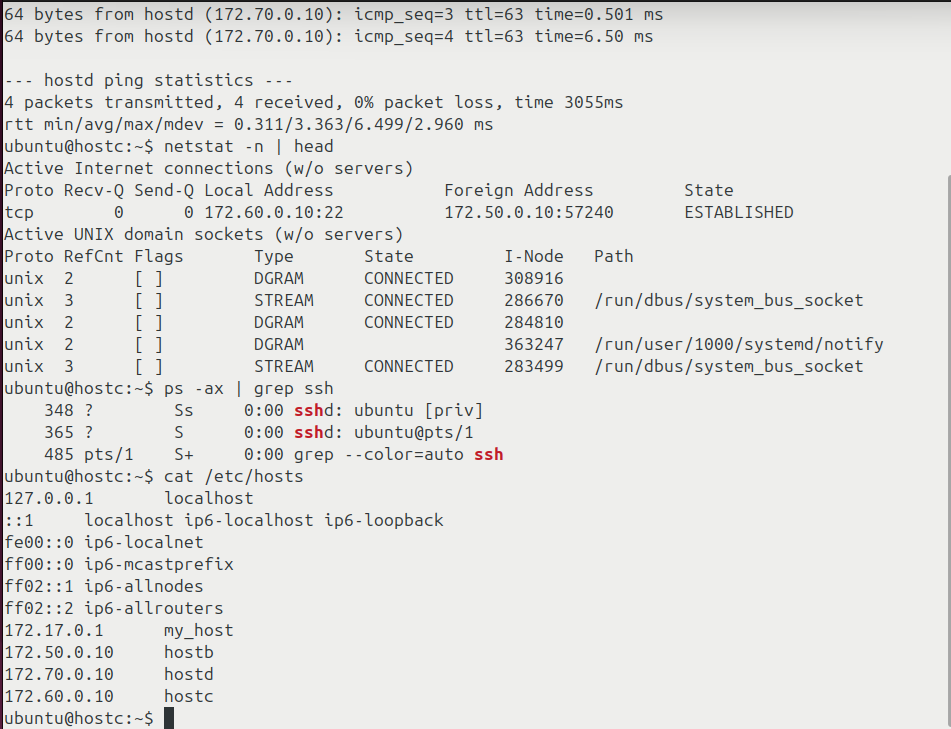 64 bytes from hostd (172.70.0.10): icmp_seq=3 ttl=63 time=0.501 ms
64 bytes from hostd (172.70.0.10): icmp_seq=4 ttl=63 time=6.50 ms

--- hostd ping statistics ---
4 packets transmitted, 4 received, 0% packet loss, time 3055ms
rtt min/avg/max/mdev = 0.311/3.363/6.499/2.960 ms
ubuntu@hostc:~$ netstat -n | head
Active Internet connections (w/o servers)
Proto Recv-Q Send-Q Local Address           Foreign Address         State
tcp        0      0 172.60.0.10:22          172.50.0.10:57240       ESTABLISHED
Active UNIX domain sockets (w/o servers)
Proto RefCnt Flags       Type       State         I-Node   Path
unix  2      [ ]         DGRAM      CONNECTED     308916
unix  3      [ ]         STREAM     CONNECTED     286670   /run/dbus/system_bus_socket
unix  2      [ ]         DGRAM      CONNECTED     284810
unix  2      [ ]         DGRAM                    363247   /run/user/1000/systemd/notify
unix  3      [ ]         STREAM     CONNECTED     283499   /run/dbus/system_bus_socket
ubuntu@hostc:~$ ps -ax | grep ssh
    348 ?        Ss     0:00 sshd: ubuntu [priv]
    365 ?        S      0:00 sshd: ubuntu@pts/1
    485 pts/1    S+     0:00 grep --color=auto ssh
ubuntu@hostc:~$ cat /etc/hosts
127.0.0.1       localhost
::1     localhost ip6-localhost ip6-loopback
fe00::0 ip6-localnet
ff00::0 ip6-mcastprefix
ff02::1 ip6-allnodes
ff02::2 ip6-allrouters
172.17.0.1      my_host
172.50.0.10     hostb
172.70.0.10     hostd
172.60.0.10     hostc
ubuntu@hostc:~$